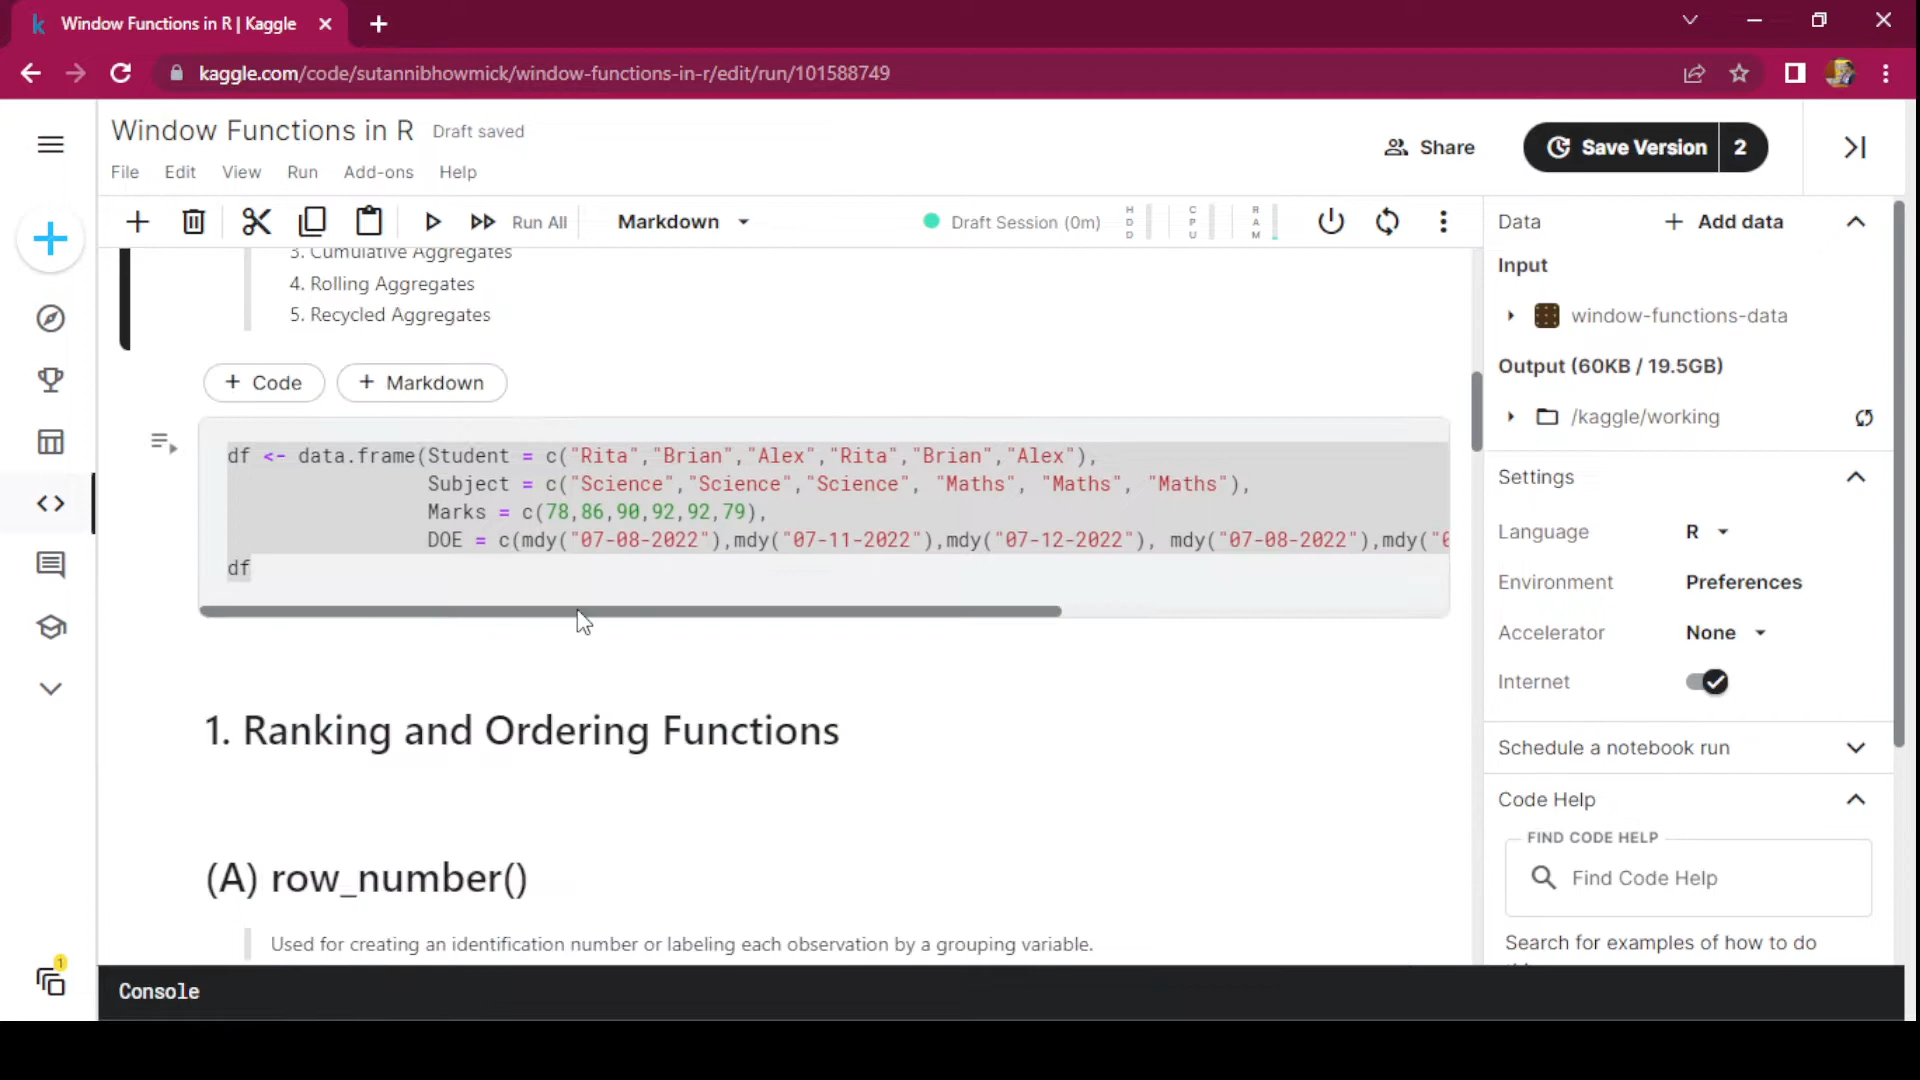 Window Functions in R | Kaggle
kaggle.com/code/sutannibhowmick/window-functions-in-r/edit/run/101588749
Window Functions in R Draft saved
File Edit View Run Add-ons Help
Share
Save Version 2
Run All
Markdown
Draft Session (0m)
HDD
CPU
RAM
3. Cumulative Aggregates
4. Rolling Aggregates
5. Recycled Aggregates
+ Code + Markdown
df <- data.frame(Student = c("Rita","Brian","Alex","Rita","Brian","Alex"),
Subject = c("Science","Science","Science", "Maths", "Maths", "Maths"),
Marks = c(78,86,90,92,92,79),
DOE = c(mdy("07-08-2022"),mdy("07-11-2022"),mdy("07-12-2022"), mdy("07-08-2022"),mdy("
df
1. Ranking and Ordering Functions
(A) row_number()
Used for creating an identification number or labeling each observation by a grouping variable.
Console
1
Data + Add data
Input
window-functions-data
Output (60KB / 19.5GB)
/kaggle/working
Settings
Language R
Environment Preferences
Accelerator None
Internet
Schedule a notebook run
Code Help
FIND CODE HELP
Find Code Help
Search for examples of how to do